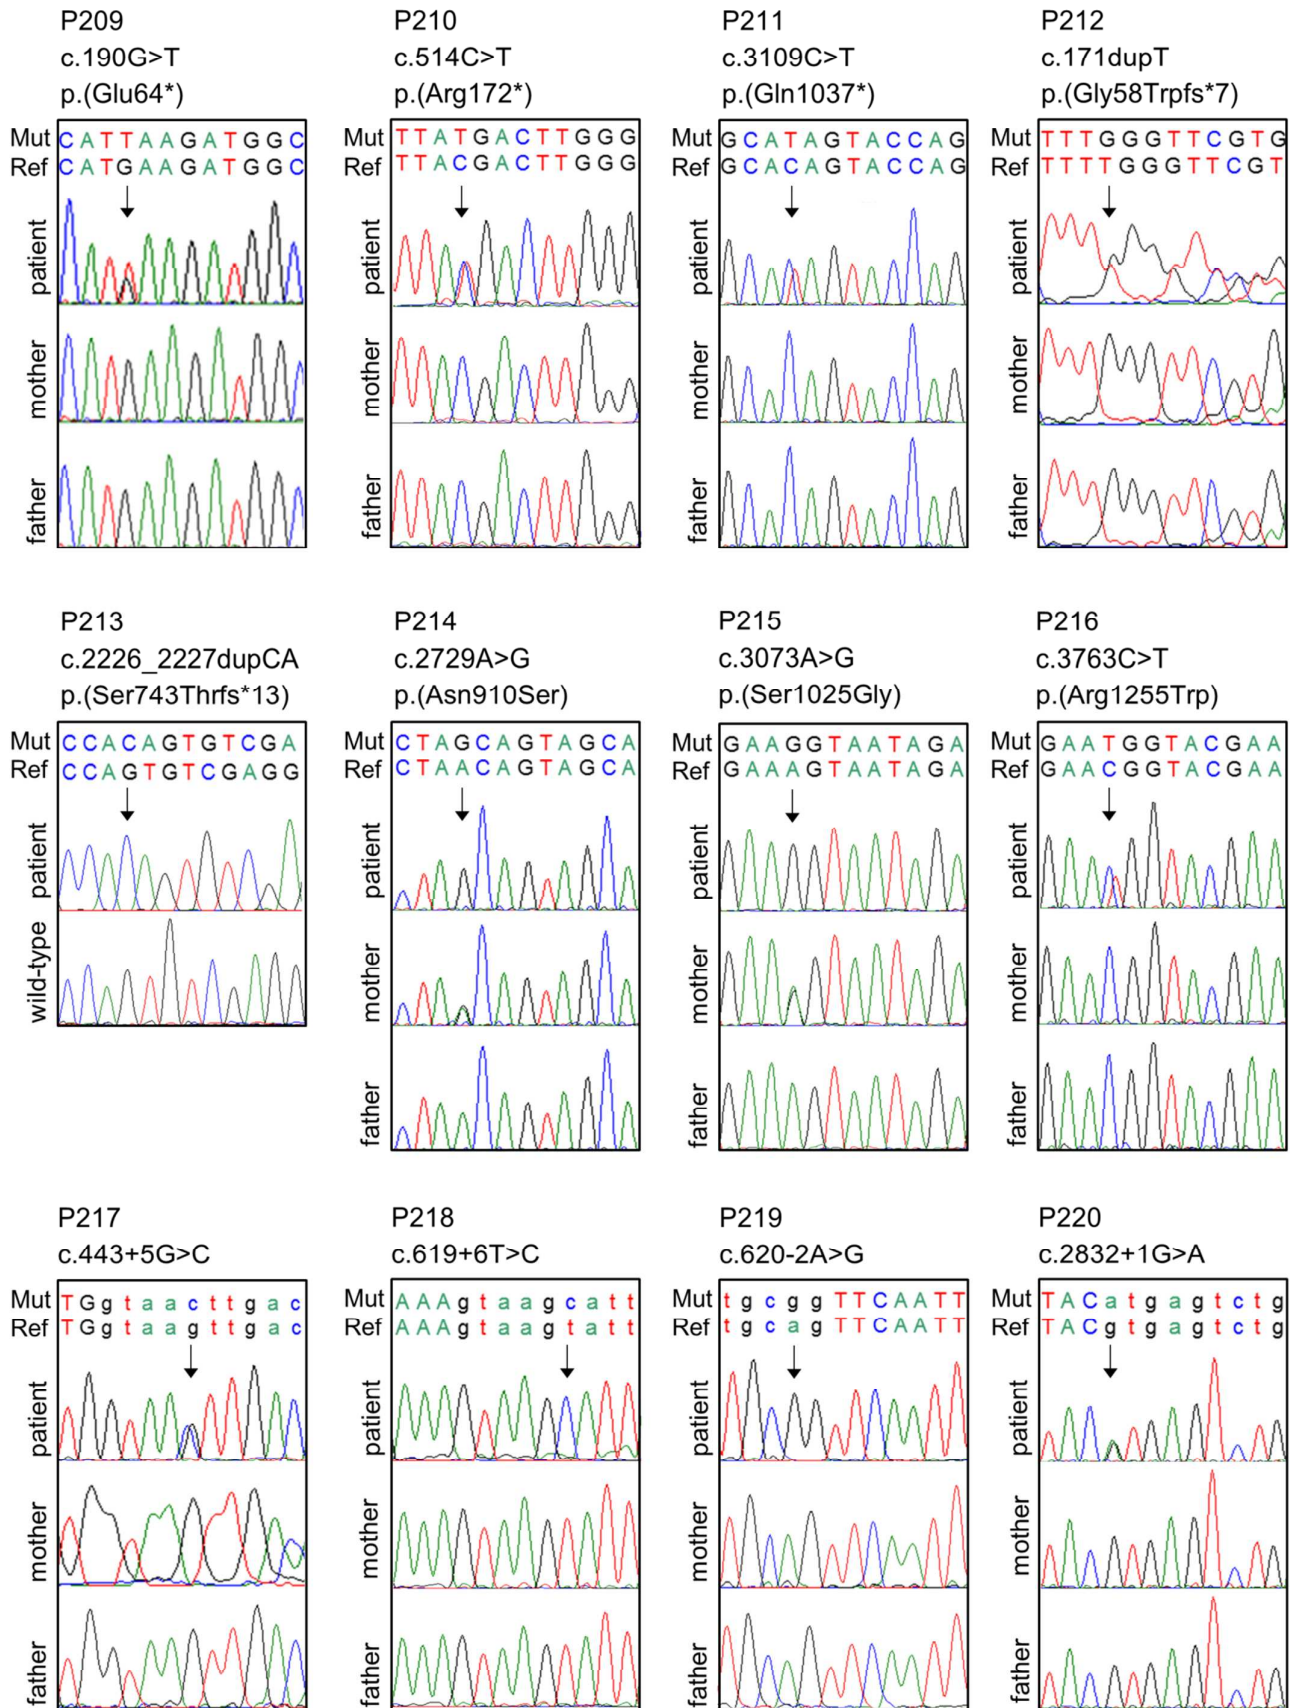 P209
c.190G>T
p.(Glu64*)
Mut CATTAAGATGGC
Ref CATGAAGATGGC
patient
mother
father
P210
c.514C>T
p.(Arg172*)
Mut TTATGACTTGGG
Ref TTACGACTTGGG
patient
mother
father
P211
c.3109C>T
p.(Gln1037*)
Mut GCATAGTACCAG
Ref GCACAGTACCAG
patient
mother
father
P212
c.171dupT
p.(Gly58Trpfs*7)
Mut TTTGGGTTCGTG
Ref TTTTGGGTTCGT
patient
mother
father
P213
c.2226_2227dupCA
p.(Ser743Thrfs*13)
Mut CCACAGTGTCGA
Ref CCAGTGTCGAGG
patient
wild-type
P214
c.2729A>G
p.(Asn910Ser)
Mut CTAGCAGTAGCA
Ref CTAACAGTAGCA
patient
mother
father
P215
c.3073A>G
p.(Ser1025Gly)
Mut GAAGGTAATAGA
Ref GAAAGTAATAGA
patient
mother
father
P216
c.3763C>T
p.(Arg1255Trp)
Mut GAATGGTACGAA
Ref GAACGGTACGAA
patient
mother
father
P217
c.443+5G>C
Mut TGgtaacttgac
Ref TGgtaagttgac
patient
mother
father
P218
c.619+6T>C
Mut AAAgtaagcatt
Ref AAAgtaagtatt
patient
mother
father
P219
c.620-2A>G
Mut tgcggTTCAATT
Ref tgcagTTCAATT
patient
mother
father
P220
c.2832+1G>A
Mut TACatgagtctg
Ref TACgtgagtctg
patient
mother
father